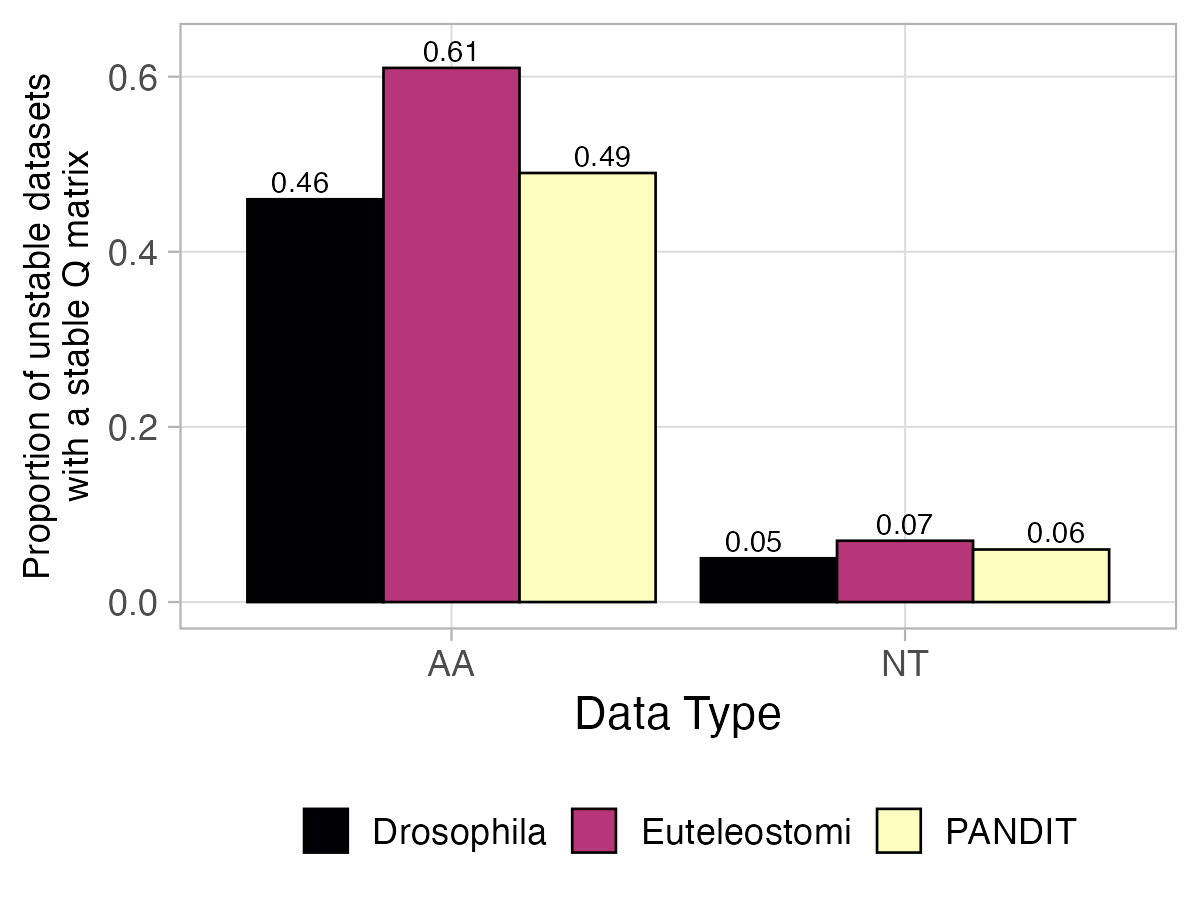 Proportion of unstable datasets
with a stable Q matrix
0.6
0.4
0.2
0.0
0.46
0.61
0.49
0.05
0.07
0.06
AA
NT
Data Type
Drosophila
Euteleostomi
PANDIT